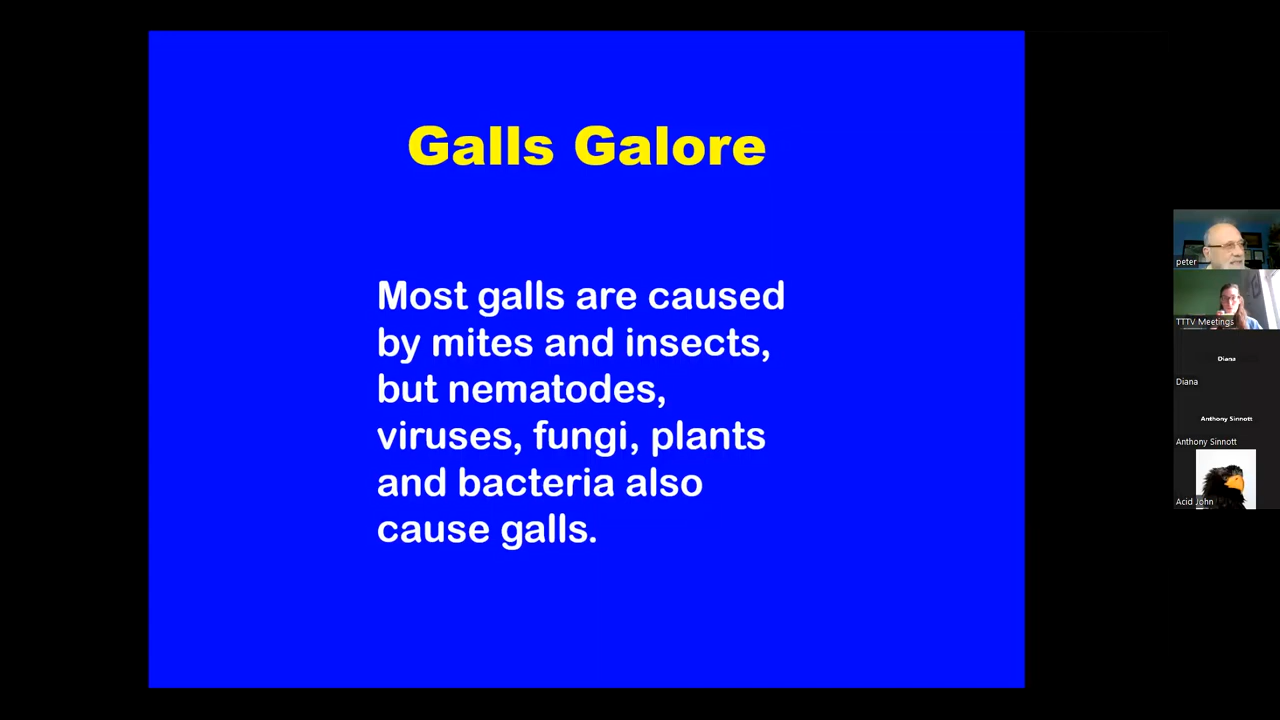 Galls Galore
Most galls are caused
by mites and insects,
but nematodes,
viruses, fungi, plants
and bacteria also
cause galls.
peter
TTTV Meetings
Diana
Diana
Anthony Sinnott
Anthony Sinnott
Acid John